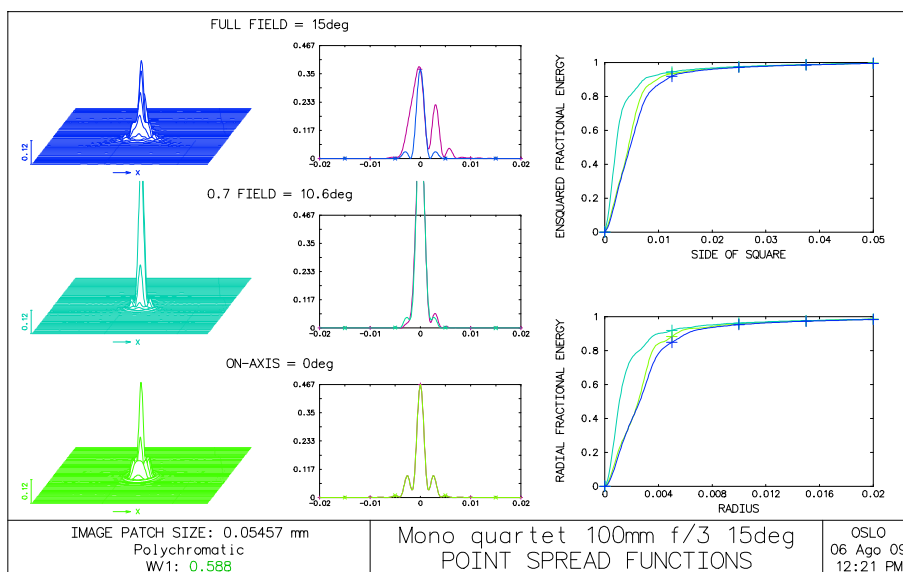 FULL FIELD = 15deg
0.467
0.35
0.233
0.117
-0.02 -0.01 0 0.01 0.02
0.12
x
0.7 FIELD = 10.6deg
0.467
0.35
0.233
0.117
-0.02 -0.01 0 0.01 0.02
0.12
x
ON-AXIS = 0deg
0.467
0.35
0.233
0.117
-0.02 -0.01 0 0.01 0.02
0.12
x
ENSQUARED FRACTIONAL ENERGY
1
0.8
0.6
0.4
0.2
0
0 0.01 0.02 0.03 0.04 0.05
SIDE OF SQUARE
RADIAL FRACTIONAL ENERGY
1
0.8
0.6
0.4
0.2
0
0 0.004 0.008 0.012 0.016 0.02
RADIUS
IMAGE PATCH SIZE: 0.05457 mm
Polychromatic
WV1: 0.588
Mono quartet 100mm f/3 15deg
POINT SPREAD FUNCTIONS
OSLO
06 Ago 09
12:21 PM